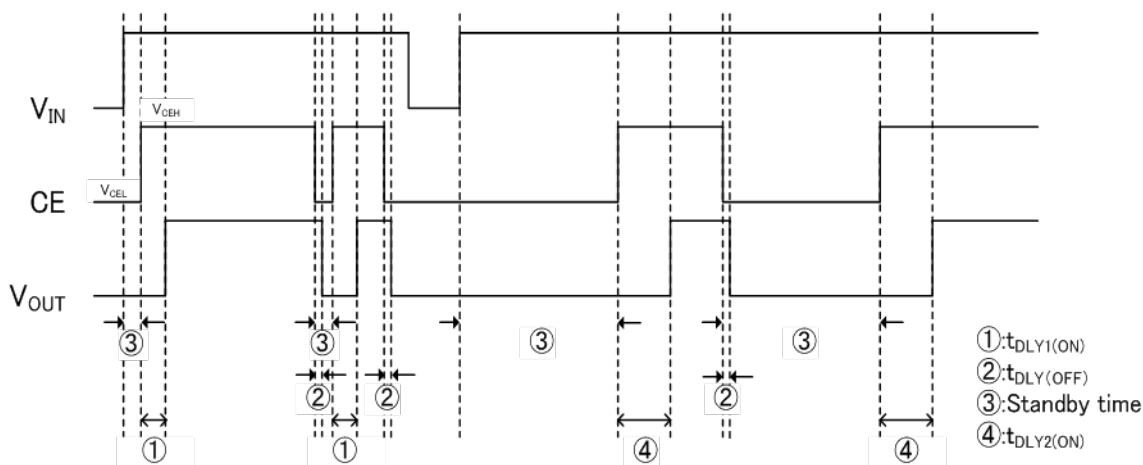 V_IN
V_CEH
V_CEL
CE
V_OUT
③ ③ ③ ③
② ② ②
① ① ④ ④
①:t_DLY1(ON)
②:t_DLY(OFF)
③:Standby time
④:t_DLY2(ON)